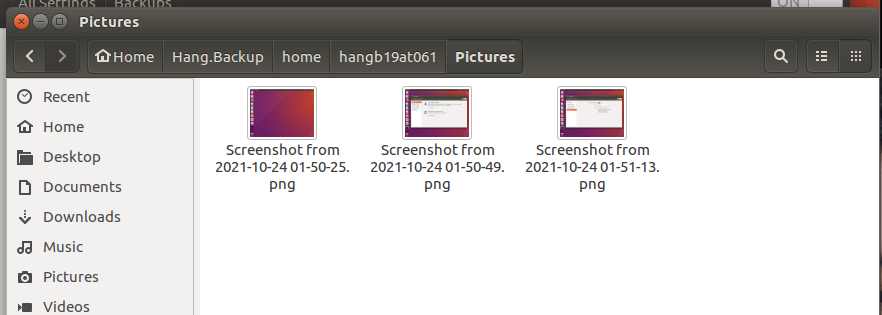 All Settings Backups ON
Pictures
Home Hang.Backup home hangb19at061 Pictures
Recent
Home
Desktop
Documents
Downloads
Music
Pictures
Videos
Screenshot from
2021-10-24 01-50-25.
png
Screenshot from
2021-10-24 01-50-49.
png
Screenshot from
2021-10-24 01-51-13.
png